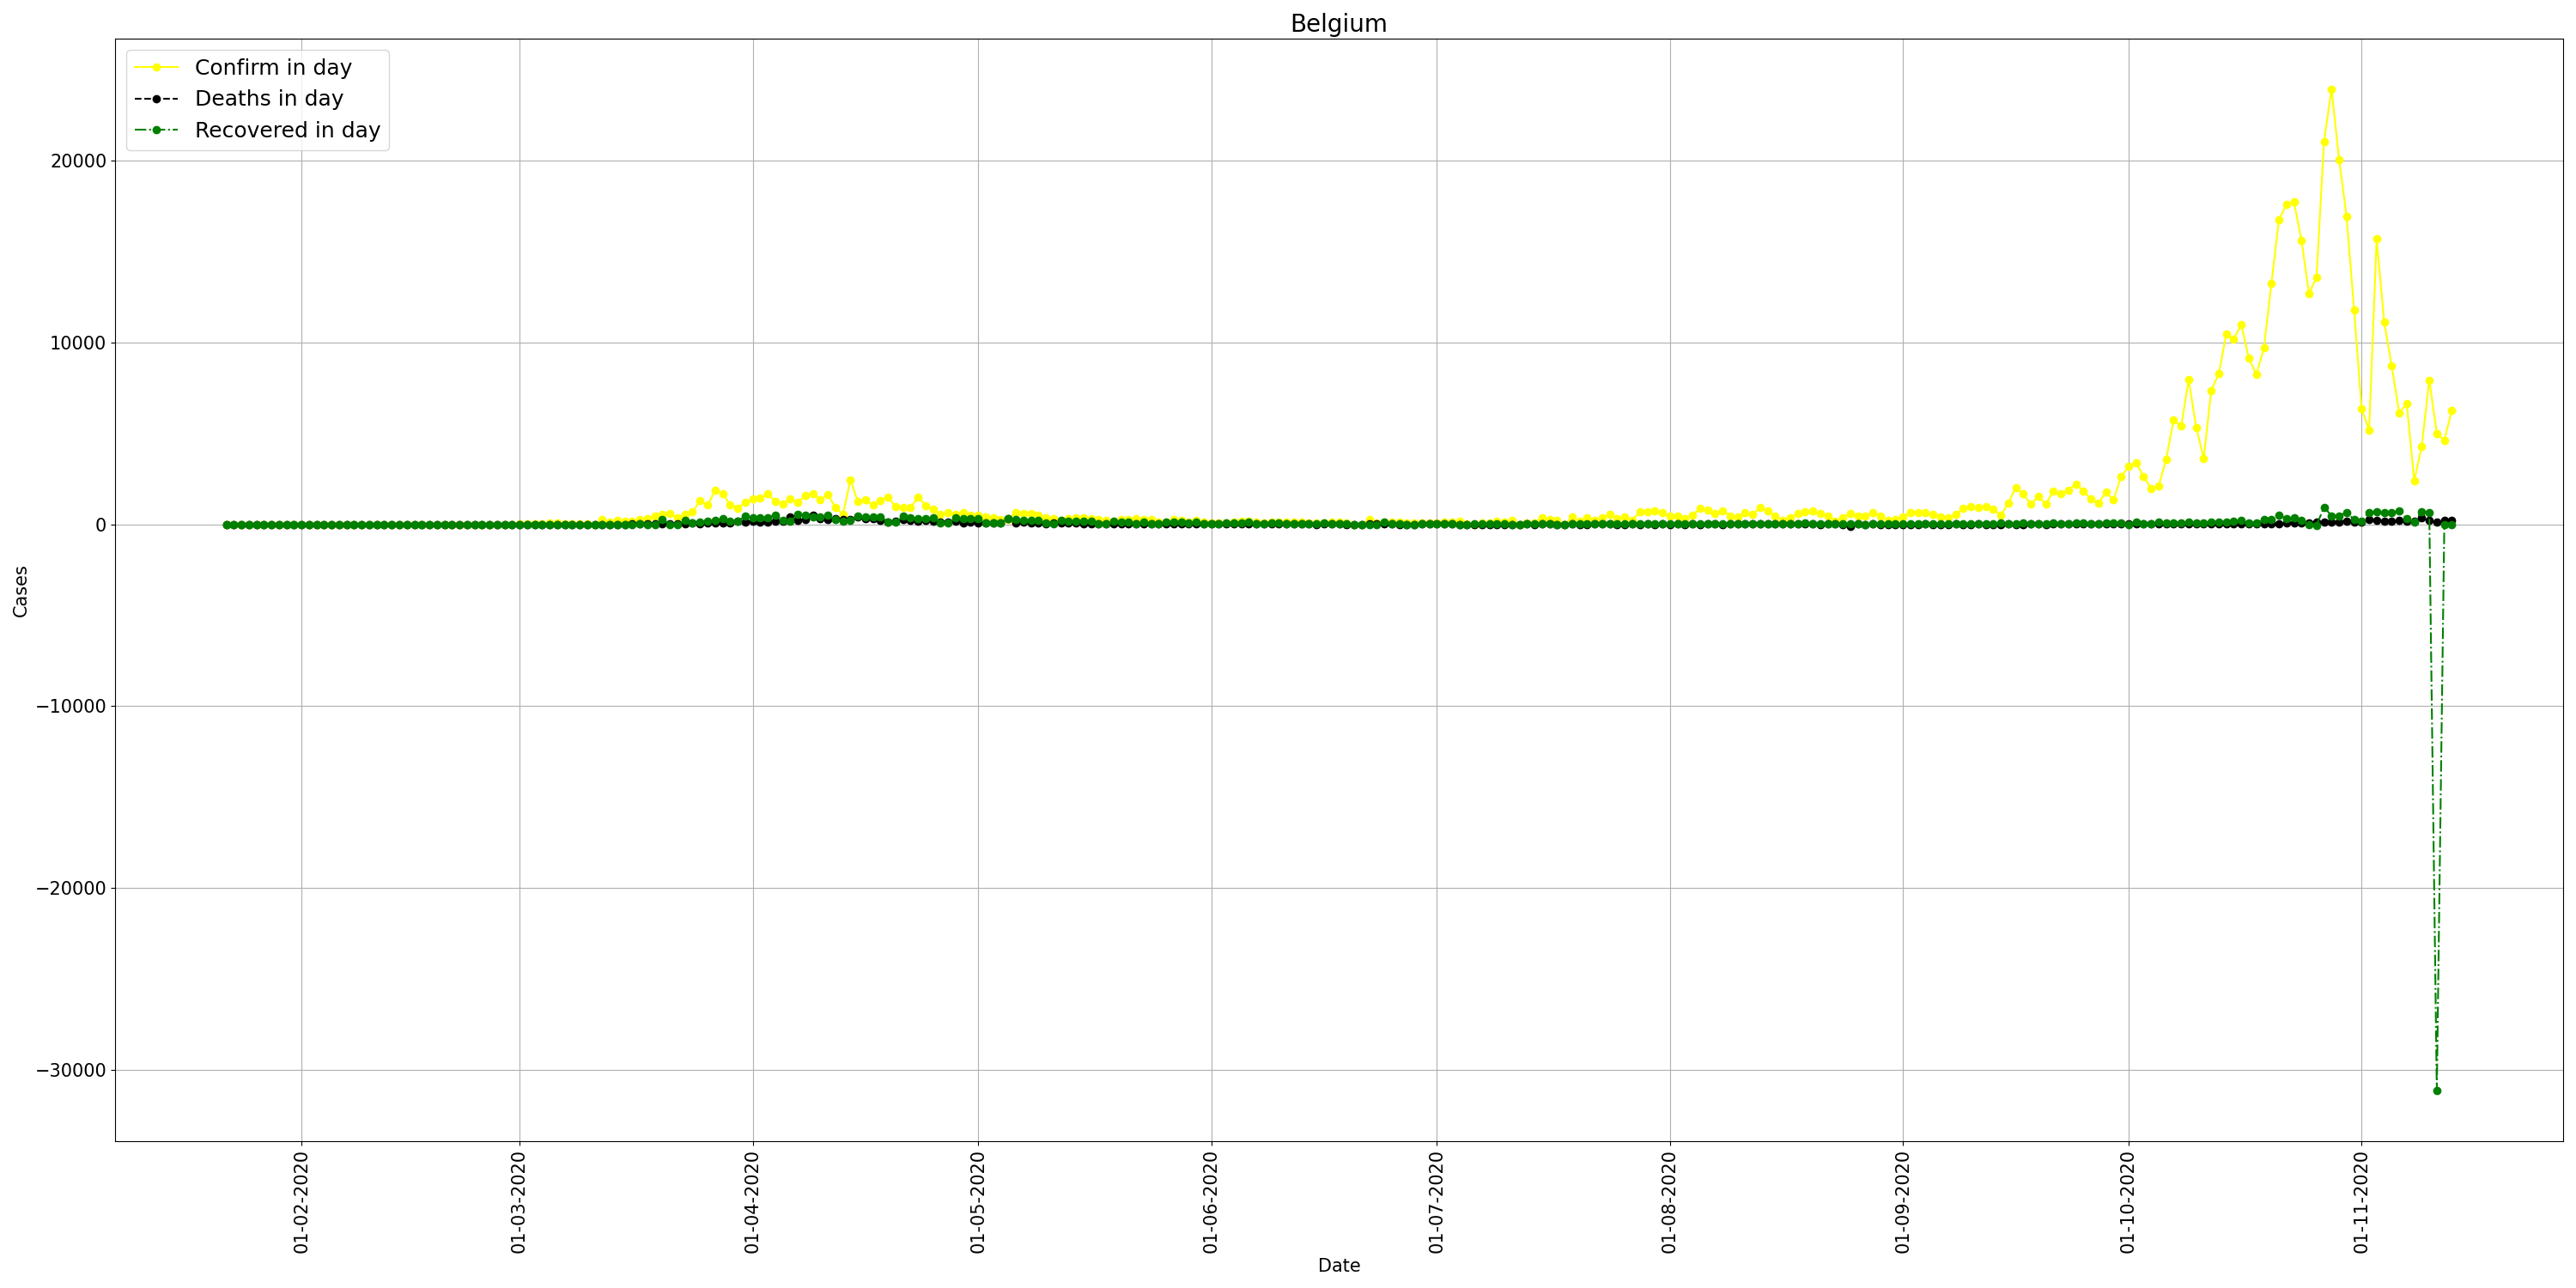 Belgium
Confirm in day
Deaths in day
Recovered in day
20000
10000
0
−10000
−20000
−30000
Cases
01-02-2020
01-03-2020
01-04-2020
01-05-2020
01-06-2020
01-07-2020
01-08-2020
01-09-2020
01-10-2020
01-11-2020
Date